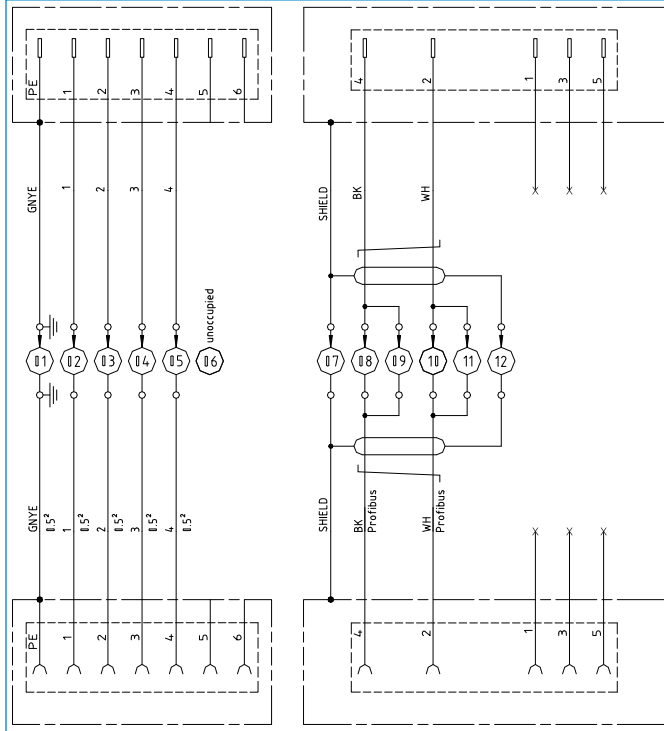 PE 1 2 3 4 5 6
4 2 1 3 5
GNYE 1 2 3 4
SHIELD BK WH
unoccupied
01 02 03 04 05 06
07 08 09 10 11 12
GNYE 1 2 3 4
0.5² 0.5² 0.5² 0.5² 0.5²
SHIELD BK WH
Profibus Profibus
PE 1 2 3 4 5 6
4 2 1 3 5